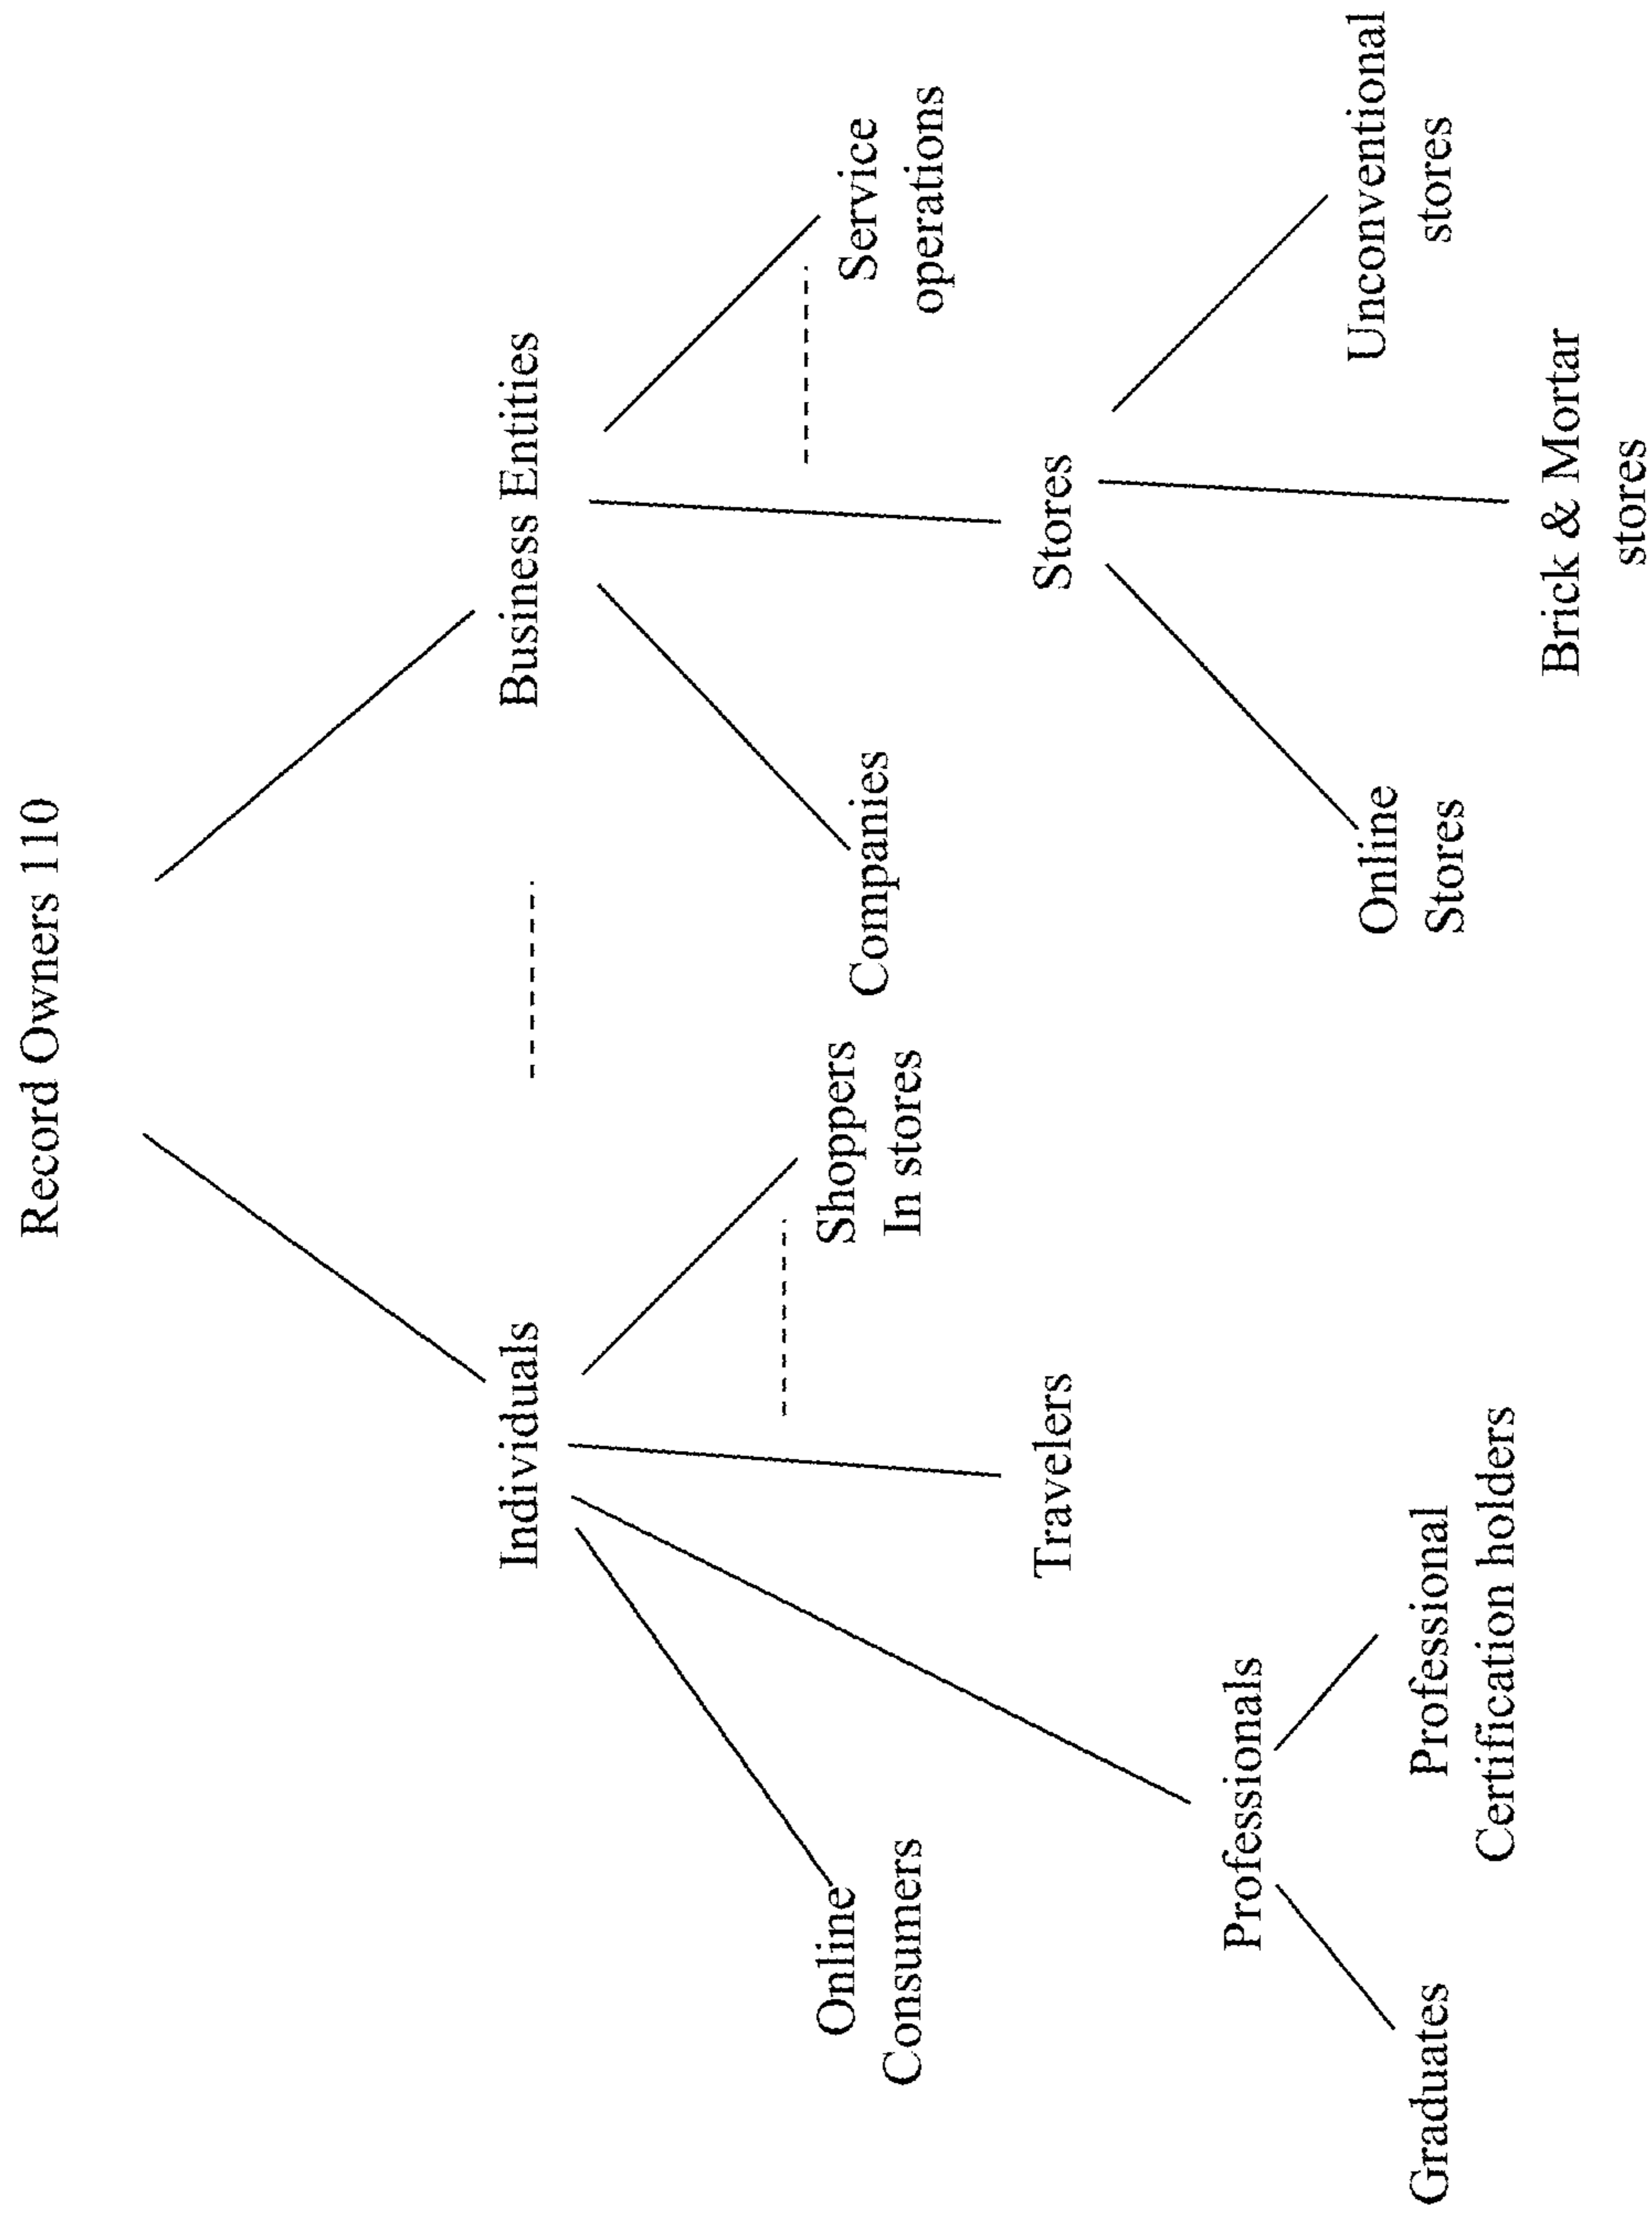 Record Owners 110
Individuals
Business Entities
Online
Consumers
Shoppers
In stores
Companies
Service
operations
Travelers
Stores
Professionals
Online
Stores
Unconventional
stores
Graduates
Professional
Certification holders
Brick & Mortar
stores